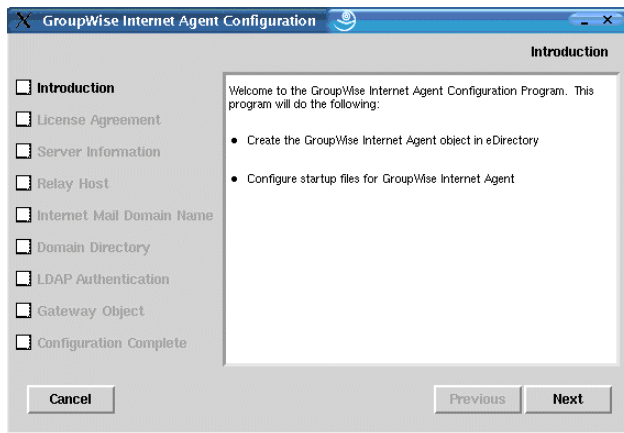 GroupWise Internet Agent Configuration
Introduction
Introduction
License Agreement
Server Information
Relay Host
Internet Mail Domain Name
Domain Directory
LDAP Authentication
Gateway Object
Configuration Complete
Welcome to the GroupWise Internet Agent Configuration Program. This
program will do the following:
• Create the GroupWise Internet Agent object in eDirectory
• Configure startup files for GroupWise Internet Agent
Cancel
Previous
Next